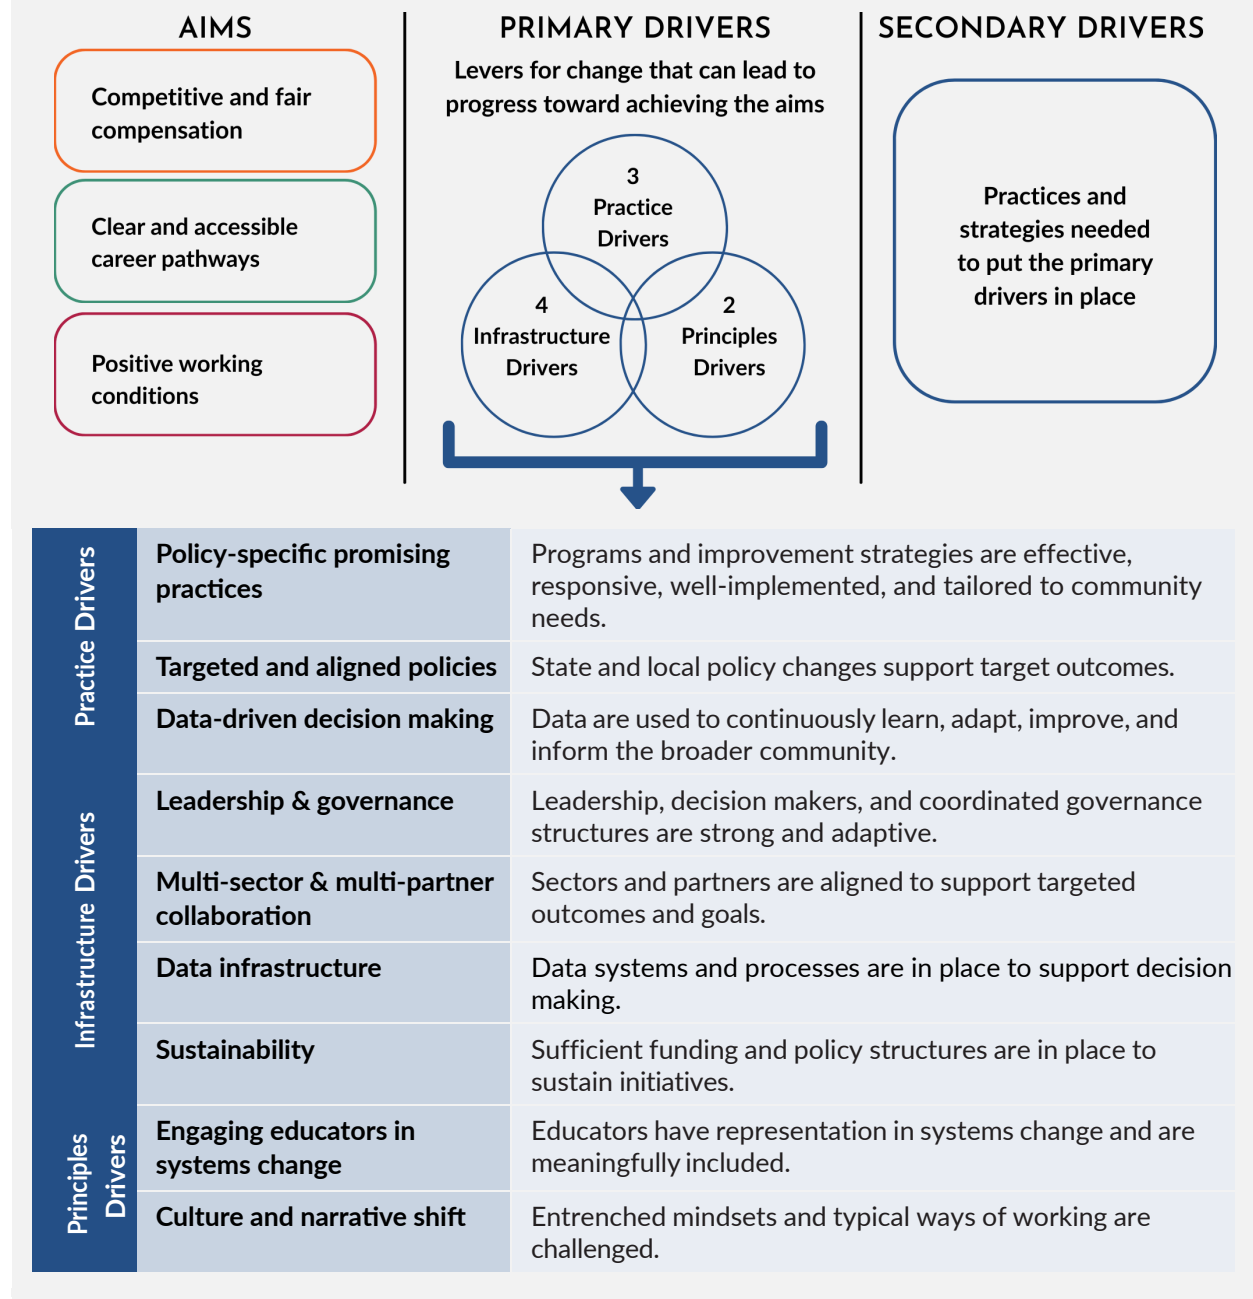 AIMS
Competitive and fair
compensation
Clear and accessible
career pathways
Positive working
conditions
PRIMARY DRIVERS
Levers for change that can lead to
progress toward achieving the aims
3
Practice
Drivers
4
Infrastructure
Drivers
2
Principles
Drivers
SECONDARY DRIVERS
Practices and
strategies needed
to put the primary
drivers in place
Practice Drivers
Policy-specific promising
practices
Programs and improvement strategies are effective,
responsive, well-implemented, and tailored to community
needs.
Targeted and aligned policies
State and local policy changes support target outcomes.
Data-driven decision making
Data are used to continuously learn, adapt, improve, and
inform the broader community.
Infrastructure Drivers
Leadership & governance
Leadership, decision makers, and coordinated governance
structures are strong and adaptive.
Multi-sector & multi-partner
collaboration
Sectors and partners are aligned to support targeted
outcomes and goals.
Data infrastructure
Data systems and processes are in place to support decision
making.
Sustainability
Sufficient funding and policy structures are in place to
sustain initiatives.
Principles
Drivers
Engaging educators in
systems change
Educators have representation in systems change and are
meaningfully included.
Culture and narrative shift
Entrenched mindsets and typical ways of working are
challenged.